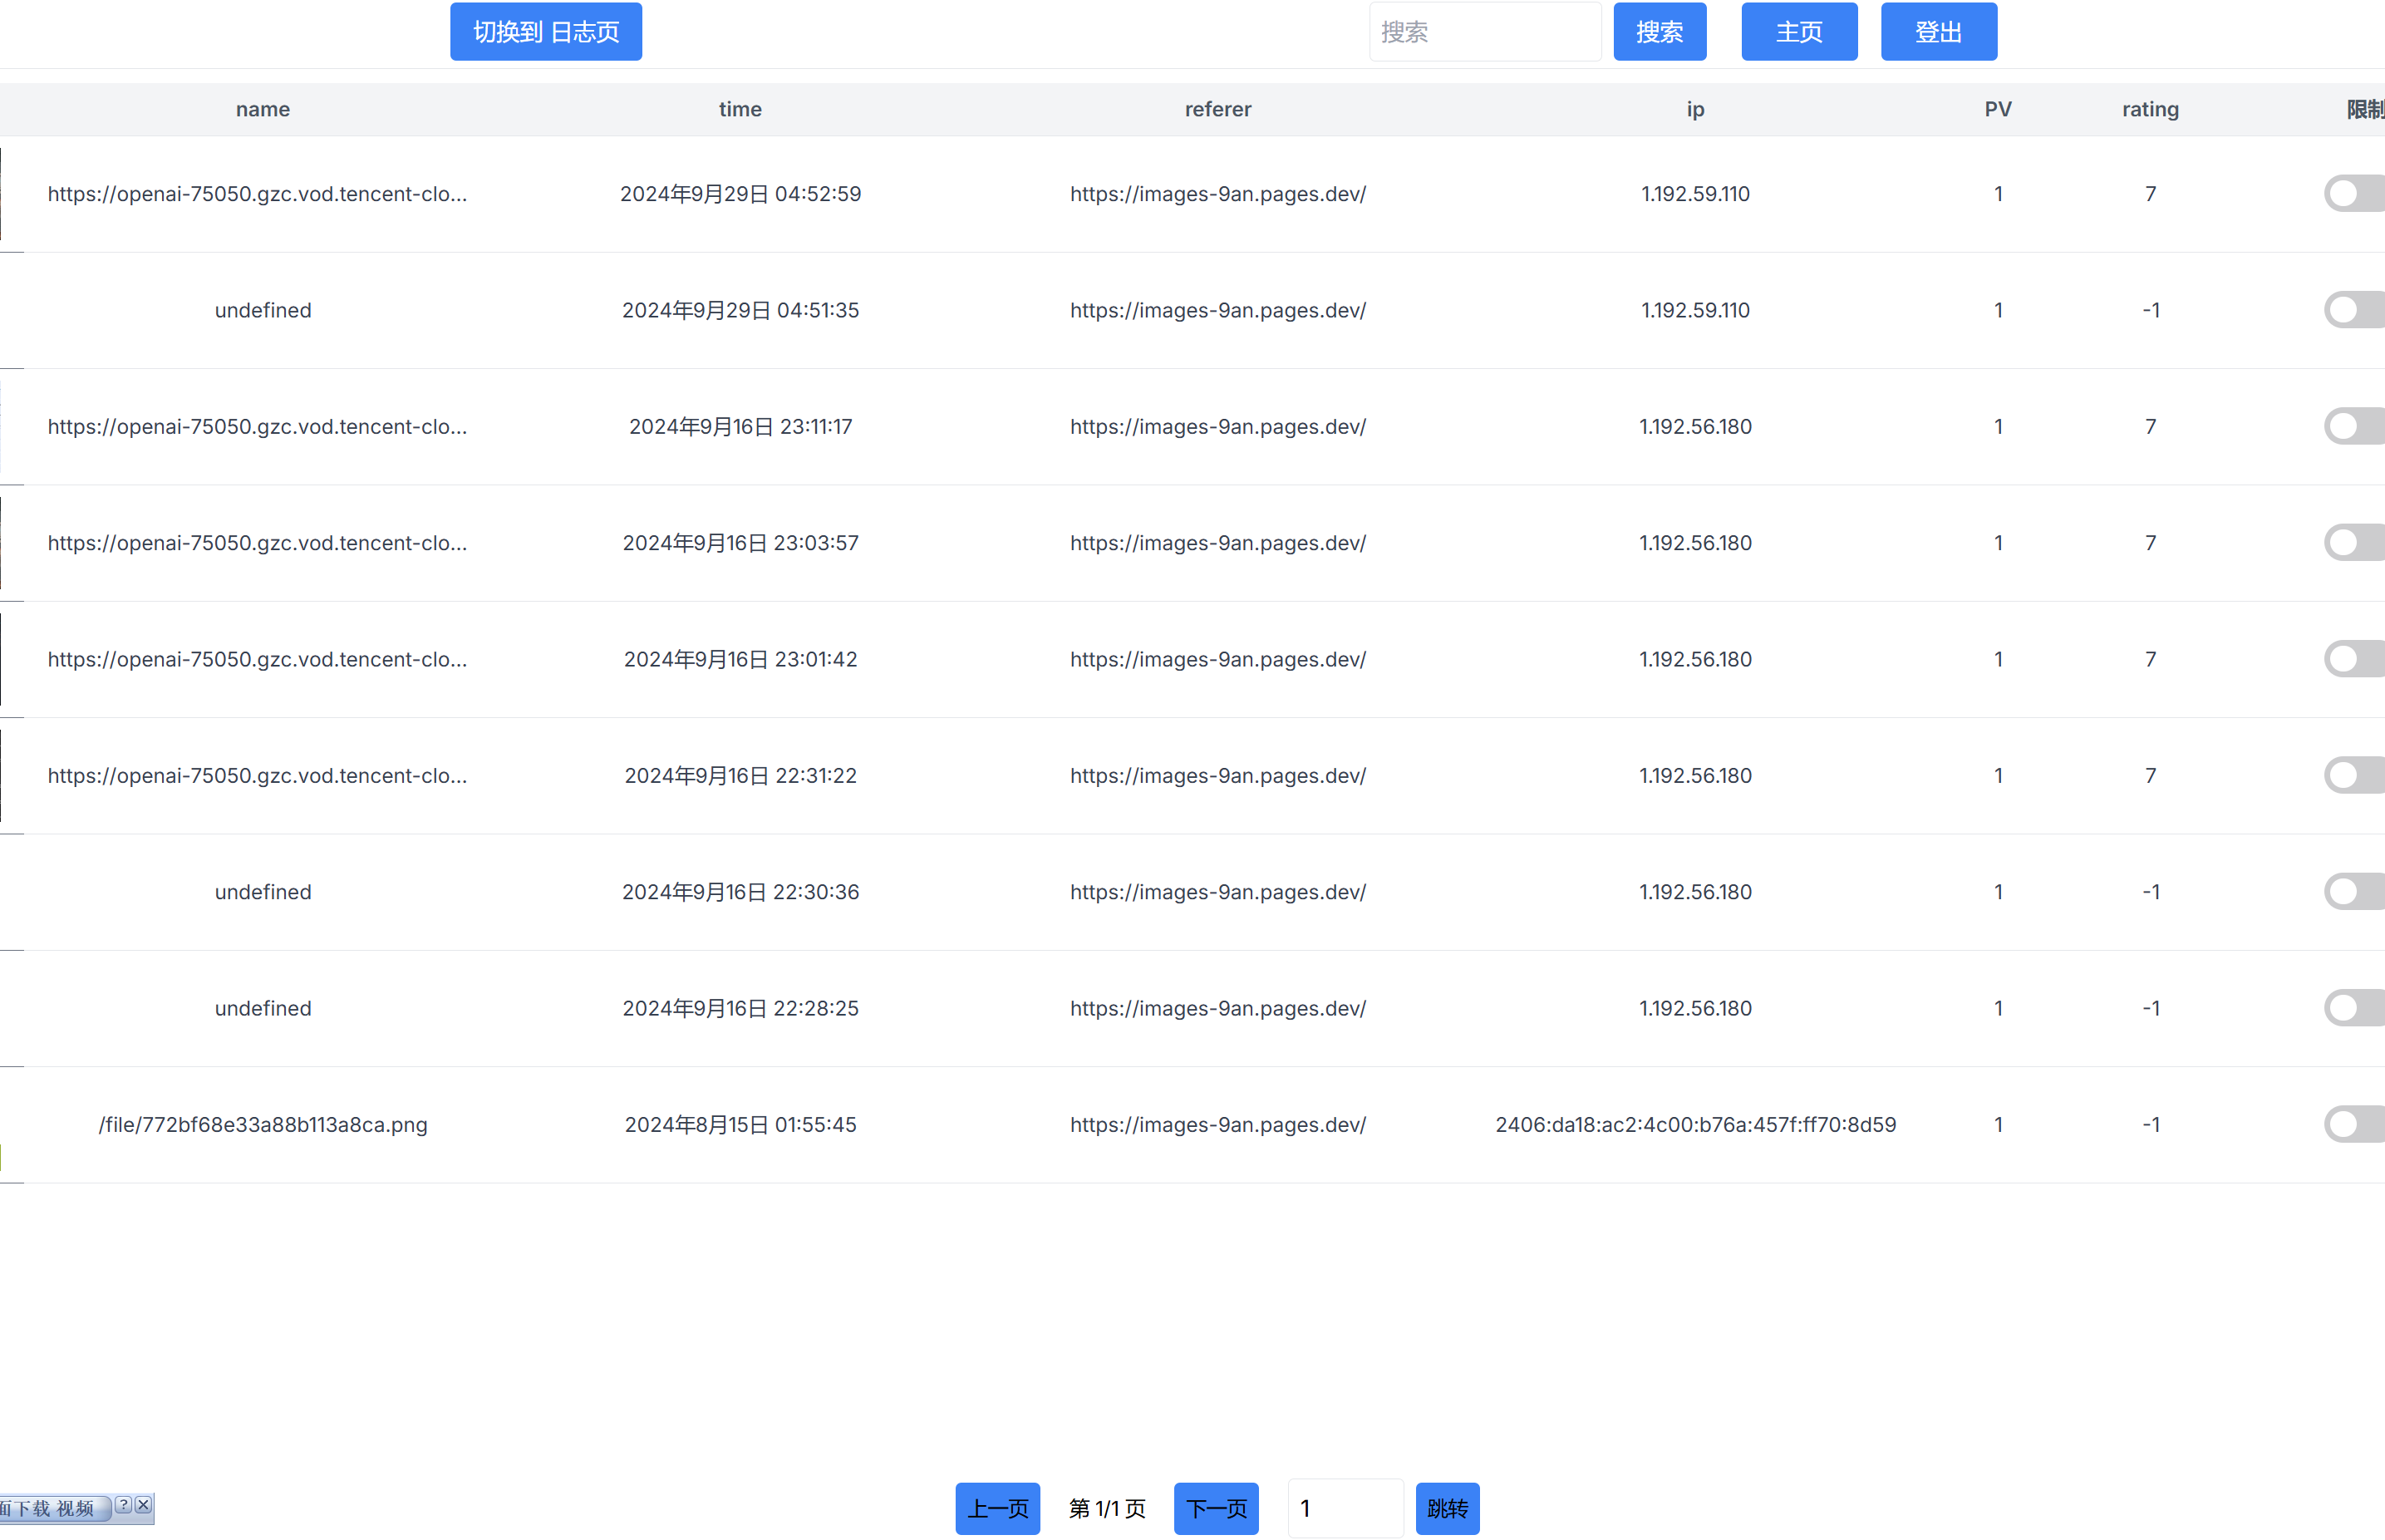 切换到 日志页
搜索 搜索 主页 登出
name time referer ip PV rating 限制
https://openai-75050.gzc.vod.tencent-clo... 2024年9月29日 04:52:59 https://images-9an.pages.dev/ 1.192.59.110 1 7
undefined 2024年9月29日 04:51:35 https://images-9an.pages.dev/ 1.192.59.110 1 -1
https://openai-75050.gzc.vod.tencent-clo... 2024年9月16日 23:11:17 https://images-9an.pages.dev/ 1.192.56.180 1 7
https://openai-75050.gzc.vod.tencent-clo... 2024年9月16日 23:03:57 https://images-9an.pages.dev/ 1.192.56.180 1 7
https://openai-75050.gzc.vod.tencent-clo... 2024年9月16日 23:01:42 https://images-9an.pages.dev/ 1.192.56.180 1 7
https://openai-75050.gzc.vod.tencent-clo... 2024年9月16日 22:31:22 https://images-9an.pages.dev/ 1.192.56.180 1 7
undefined 2024年9月16日 22:30:36 https://images-9an.pages.dev/ 1.192.56.180 1 -1
undefined 2024年9月16日 22:28:25 https://images-9an.pages.dev/ 1.192.56.180 1 -1
/file/772bf68e33a88b113a8ca.png 2024年8月15日 01:55:45 https://images-9an.pages.dev/ 2406:da18:ac2:4c00:b76a:457f:ff70:8d59 1 -1
面下载 视频 ?
上一页 第 1/1 页 下一页 1 跳转